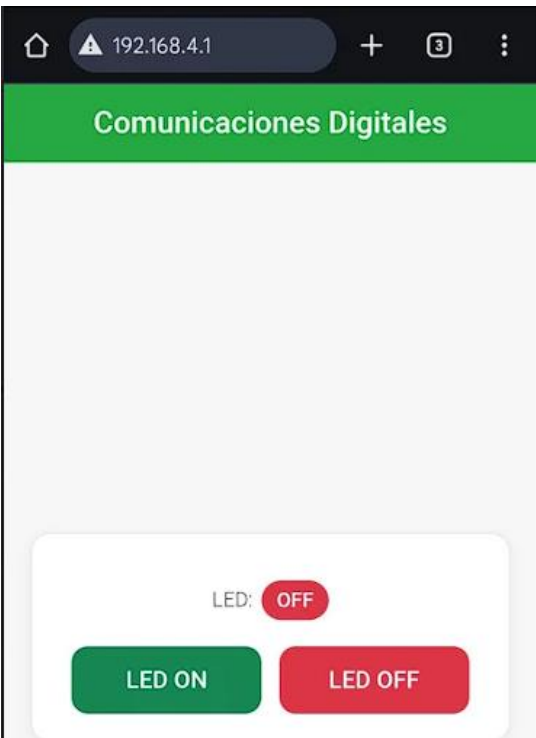 192.168.4.1 3
Comunicaciones Digitales
LED: OFF
LED ON LED OFF